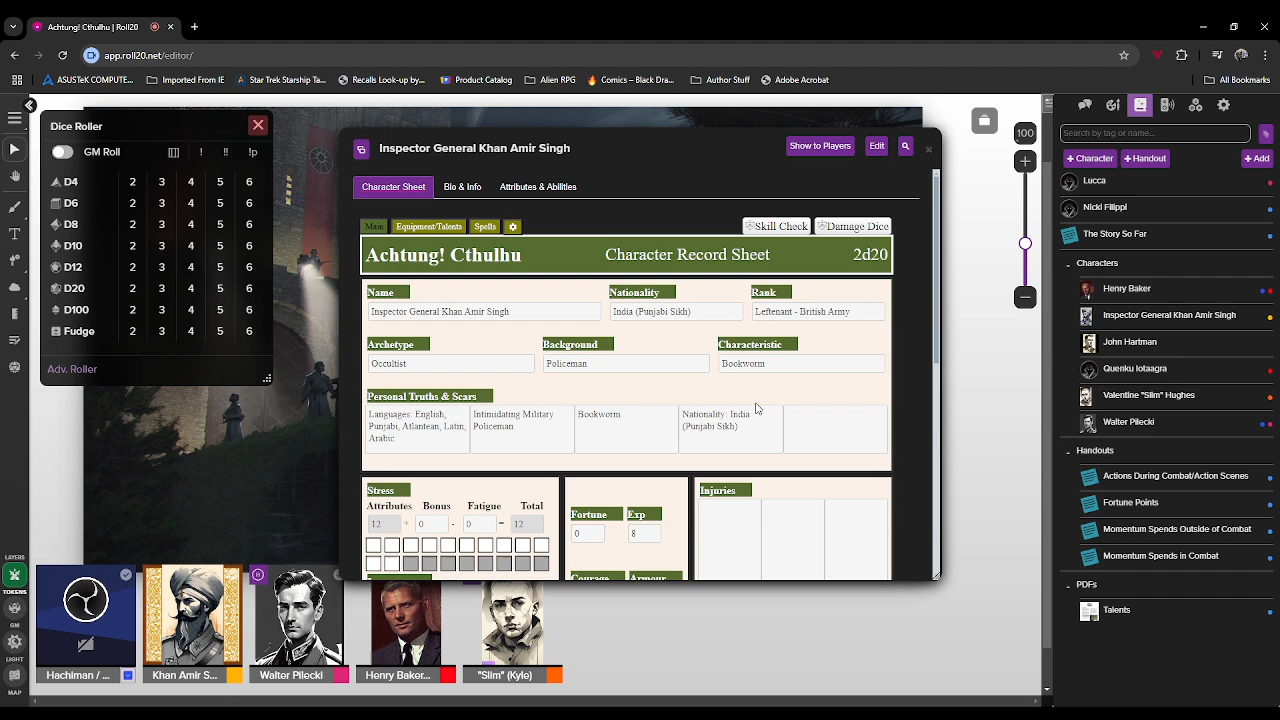 Achtung! Cthulhu | Roll20
app.roll20.net/editor/
ASUSTeK COMPUTE...
Imported From IE
Star Trek Starship Ta...
Recalls Look-up by...
Product Catalog
Alien RPG
Comics – Black Dra...
Author Stuff
Adobe Acrobat
All Bookmarks
Dice Roller
GM Roll
! !! !p
D4 2 3 4 5 6
D6 2 3 4 5 6
D8 2 3 4 5 6
D10 2 3 4 5 6
D12 2 3 4 5 6
D20 2 3 4 5 6
D100 2 3 4 5 6
Fudge 2 3 4 5 6
Adv. Roller
Inspector General Khan Amir Singh
Show to Players
Edit
Character Sheet
Bio & Info
Attributes & Abilities
Main
Equipment/Talents
Spells
Skill Check
Damage Dice
Achtung! Cthulhu
Character Record Sheet
2d20
Name
Nationality
Rank
Inspector General Khan Amir Singh
India (Punjabi Sikh)
Leftenant - British Army
Archetype
Background
Characteristic
Occultist
Policeman
Bookworm
Personal Truths & Scars
Languages: English,
Punjabi, Atlantean, Latin,
Arabic
Intimidating Military
Policeman
Bookworm
Nationality: India
(Punjabi Sikh)
Stress
Attributes Bonus Fatigue Total
12 + 0 - 0 = 12
Fortune
Exp
0
8
Courage
Armour
Injuries
100
Search by tag or name...
+ Character
+ Handout
+ Add
Lucca
Nicki Filippi
The Story So Far
Characters
Henry Baker
Inspector General Khan Amir Singh
John Hartman
Quenku Iotaagra
Valentine "Slim" Hughes
Walter Pilecki
Handouts
Actions During Combat/Action Scenes
Fortune Points
Momentum Spends Outside of Combat
Momentum Spends in Combat
PDFs
Talents
LAYERS
TOKENS
GM
LIGHT
MAP
Hachiman / ...
Khan Amir S...
Walter Pilecki
Henry Baker...
"Slim" (Kyle)